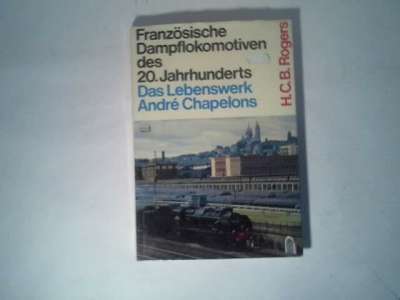 Französische
Dampflokomotiven
des
20. Jahrhunderts
Das Lebenswerk
André Chapelons
H.C.B. Rogers